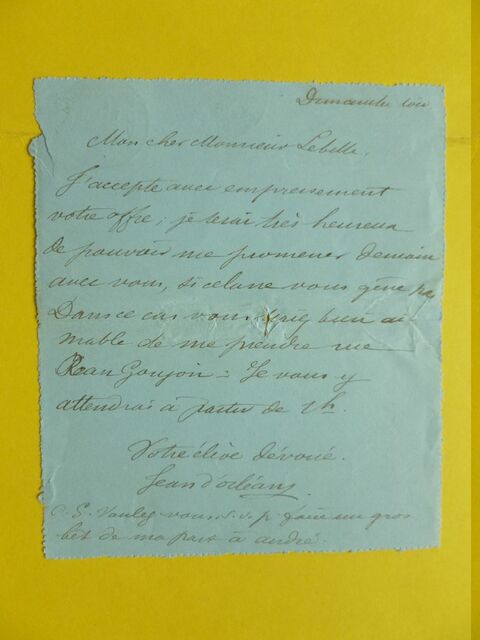 Dimanche soir
Mon cher Monsieur Lebelle.
J'accepte avec empressement
votre offre ; je serai très heureux
de pouvoir me promener demain
avec vous, si cela ne vous gêne pas
Dans ce cas vous seriez bien ai
mable de me prendre rue
Jean Goujon = Je vous y
attendrai à partir de 1h.
Votre élève dévoué.
Jean d'orléans
P. S. Voulez vous s. v. p. faire un gros
bét de ma part à andré.